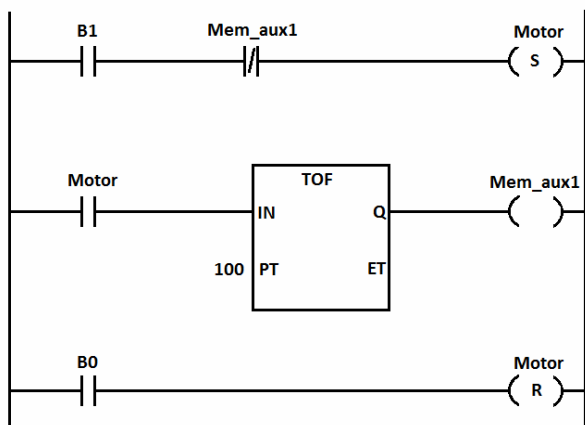 B1 Mem_aux1 Motor
S
Motor TOF Mem_aux1
IN Q
100 PT ET
B0 Motor
R